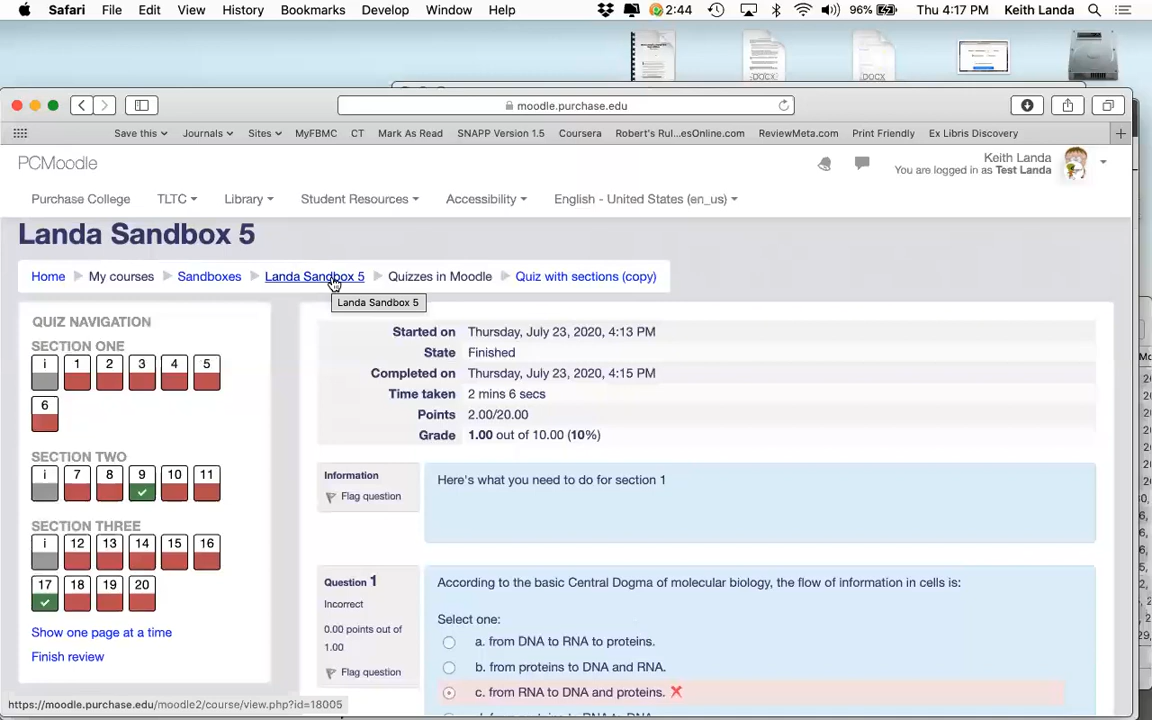 Safari File Edit View History Bookmarks Develop Window Help 2:44 96% Thu 4:17 PM Keith Landa
DOCX DOCX
moodle.purchase.edu
Save this Journals Sites MyFBMC CT Mark As Read SNAPP Version 1.5 Coursera Robert's Rul...esOnline.com ReviewMeta.com Print Friendly Ex Libris Discovery
PCMoodle
Keith Landa
You are logged in as Test Landa
Purchase College TLTC Library Student Resources Accessibility English - United States (en_us)
Landa Sandbox 5
Home My courses Sandboxes Landa Sandbox 5 Quizzes in Moodle Quiz with sections (copy)
Landa Sandbox 5
QUIZ NAVIGATION
SECTION ONE
i 1 2 3 4 5
6
SECTION TWO
i 7 8 9 10 11
SECTION THREE
i 12 13 14 15 16
17 18 19 20
Show one page at a time
Finish review
Started on Thursday, July 23, 2020, 4:13 PM
State Finished
Completed on Thursday, July 23, 2020, 4:15 PM
Time taken 2 mins 6 secs
Points 2.00/20.00
Grade 1.00 out of 10.00 (10%)
Information
Flag question
Here's what you need to do for section 1
Question 1
Incorrect
0.00 points out of
1.00
Flag question
According to the basic Central Dogma of molecular biology, the flow of information in cells is:
Select one:
a. from DNA to RNA to proteins.
b. from proteins to DNA and RNA.
c. from RNA to DNA and proteins.
https://moodle.purchase.edu/moodle2/course/view.php?id=18005